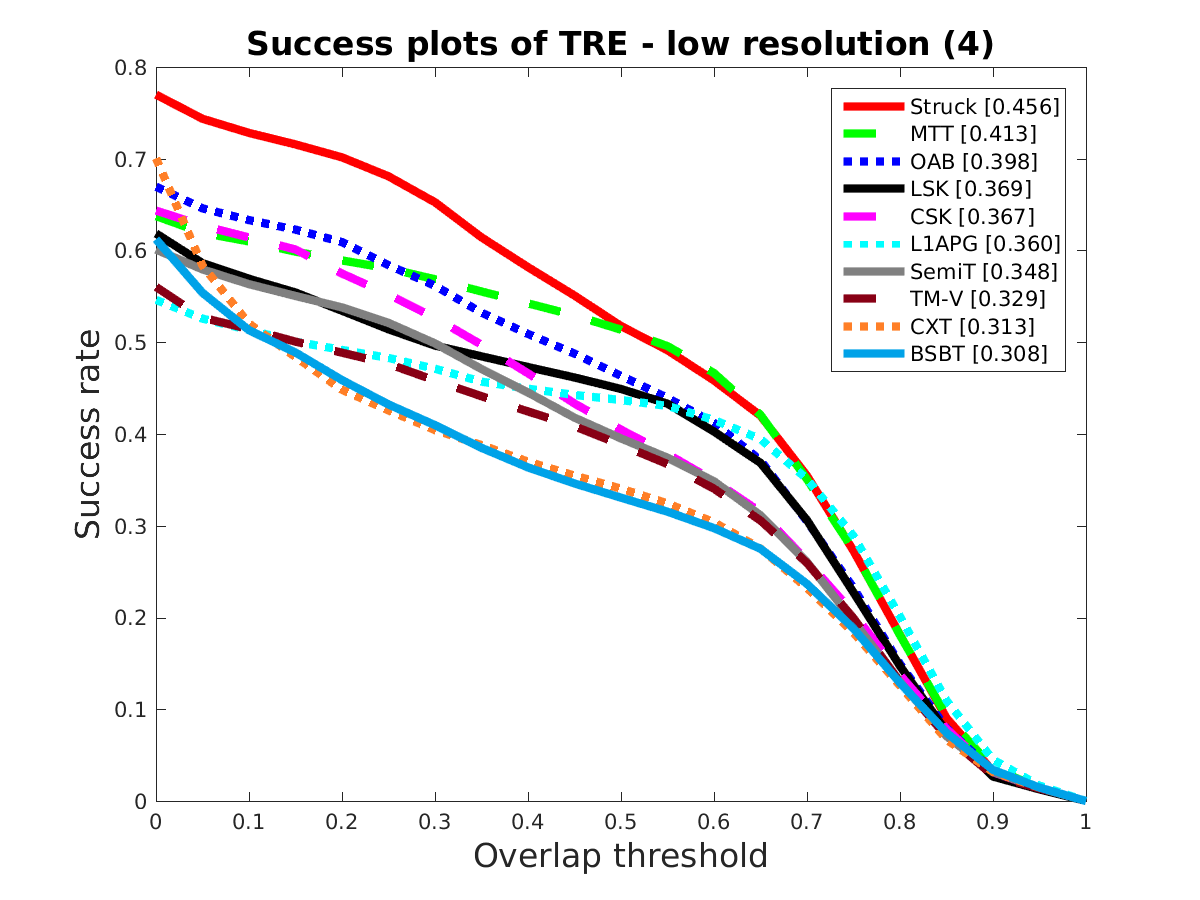 Success plots of TRE - low resolution (4)
Struck [0.456]
MTT [0.413]
OAB [0.398]
LSK [0.369]
CSK [0.367]
L1APG [0.360]
SemiT [0.348]
TM-V [0.329]
CXT [0.313]
BSBT [0.308]
Success rate
0.8
0.7
0.6
0.5
0.4
0.3
0.2
0.1
0
0 0.1 0.2 0.3 0.4 0.5 0.6 0.7 0.8 0.9 1
Overlap threshold